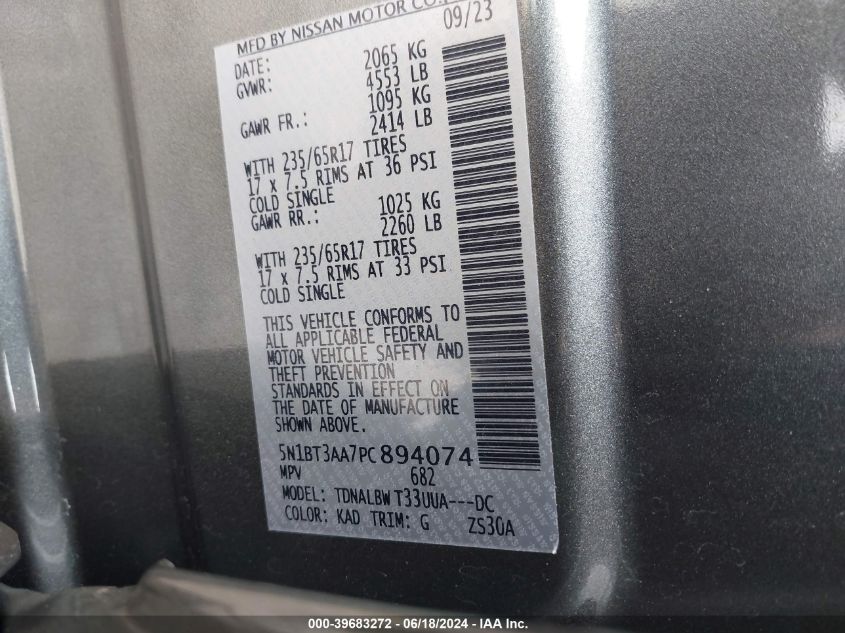 MFD BY NISSAN MOTOR CO.,
DATE: 09/23
GVWR: 2065 KG
4553 LB
GAWR FR.: 1095 KG
2414 LB
WITH 235/65R17 TIRES
17 x 7.5 RIMS AT 36 PSI
COLD SINGLE
GAWR RR.: 1025 KG
2260 LB
WITH 235/65R17 TIRES
17 x 7.5 RIMS AT 33 PSI
COLD SINGLE
THIS VEHICLE CONFORMS TO
ALL APPLICABLE FEDERAL
MOTOR VEHICLE SAFETY AND
THEFT PREVENTION
STANDARDS IN EFFECT ON
THE DATE OF MANUFACTURE
SHOWN ABOVE.
5N1BT3AA7PC894074
MPV 682
MODEL: TDNALBW T33UUA---DC
COLOR: KAD TRIM: G ZS30A
000-39683272 - 06/18/2024 - IAA Inc.